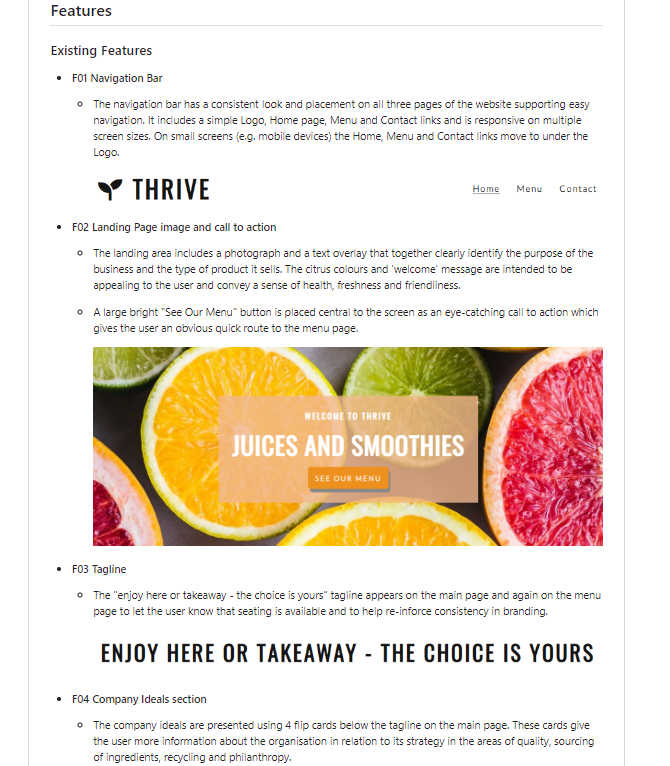 Features
Existing Features
F01 Navigation Bar
The navigation bar has a consistent look and placement on all three pages of the website supporting easy
navigation. It includes a simple Logo, Home page, Menu and Contact links and is responsive on multiple
screen sizes. On small screens (e.g. mobile devices) the Home, Menu and Contact links move to under the
Logo.
THRIVE Home Menu Contact
F02 Landing Page image and call to action
The landing area includes a photograph and a text overlay that together clearly identify the purpose of the
business and the type of product it sells. The citrus colours and 'welcome' message are intended to be
appealing to the user and convey a sense of health, freshness and friendliness.
A large bright "See Our Menu" button is placed central to the screen as an eye-catching call to action which
gives the user an obvious quick route to the menu page.
WELCOME TO THRIVE
JUICES AND SMOOTHIES
SEE OUR MENU
F03 Tagline
The "enjoy here or takeaway - the choice is yours" tagline appears on the main page and again on the menu
page to let the user know that seating is available and to help re-inforce consistency in branding.
ENJOY HERE OR TAKEAWAY - THE CHOICE IS YOURS
F04 Company Ideals section
The company ideals are presented using 4 flip cards below the tagline on the main page. These cards give
the user more information about the organisation in relation to its strategy in the areas of quality, sourcing
of ingredients, recycling and philanthropy.